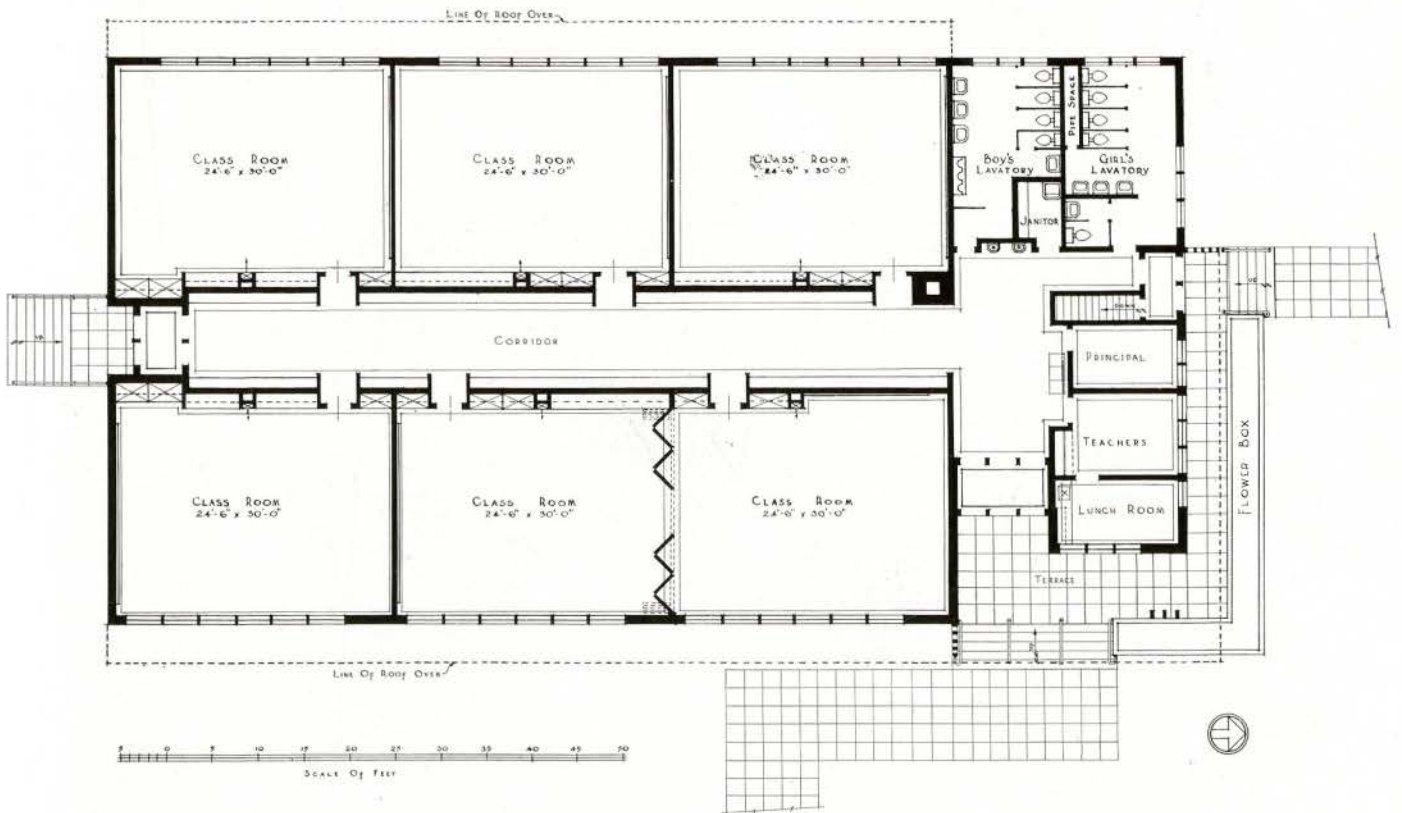 LINE OF ROOF OVER
CLASS ROOM
24'-6" x 30'-0"
CLASS ROOM
24'-6" x 30'-0"
CLASS ROOM
24'-6" x 30'-0"
BOY'S
LAVATORY
PIPE SPACE
GIRL'S
LAVATORY
JANITOR
UP
CORRIDOR
DOWN
UP
PRINCIPAL
TEACHERS
LUNCH ROOM
FLOWER BOX
CLASS ROOM
24'-6" x 30'-0"
CLASS ROOM
24'-6" x 30'-0"
CLASS ROOM
24'-6" x 30'-0"
TERRACE
UP
LINE OF ROOF OVER
5 0 5 10 15 20 25 30 35 40 45 50
SCALE OF FEET